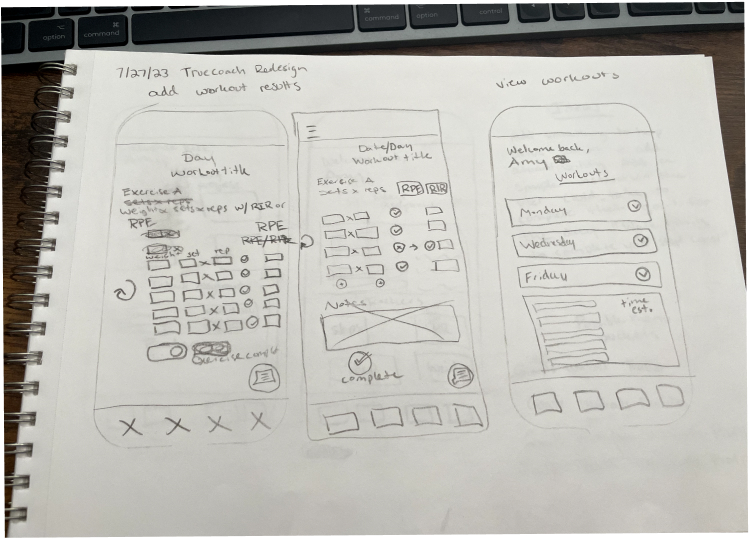 option
⌘
command
⌘
command
option
control
7/27/23 Truecoach Redesign
add workout results
Day
Workout title
Exercise A
sets x reps
weight x sets x reps w/ RIR or
RPE
RPE
RPE/RIR
weight set rep
x
x
x
x
x
Exercise complete
X X X X
Date/Day
Workout title
Exercise A
sets x reps RPE RIR
x
x
x
x
Notes
complete
view workouts
Welcome back,
Amy
Workouts
Monday
Wednesday
Friday
time
est.